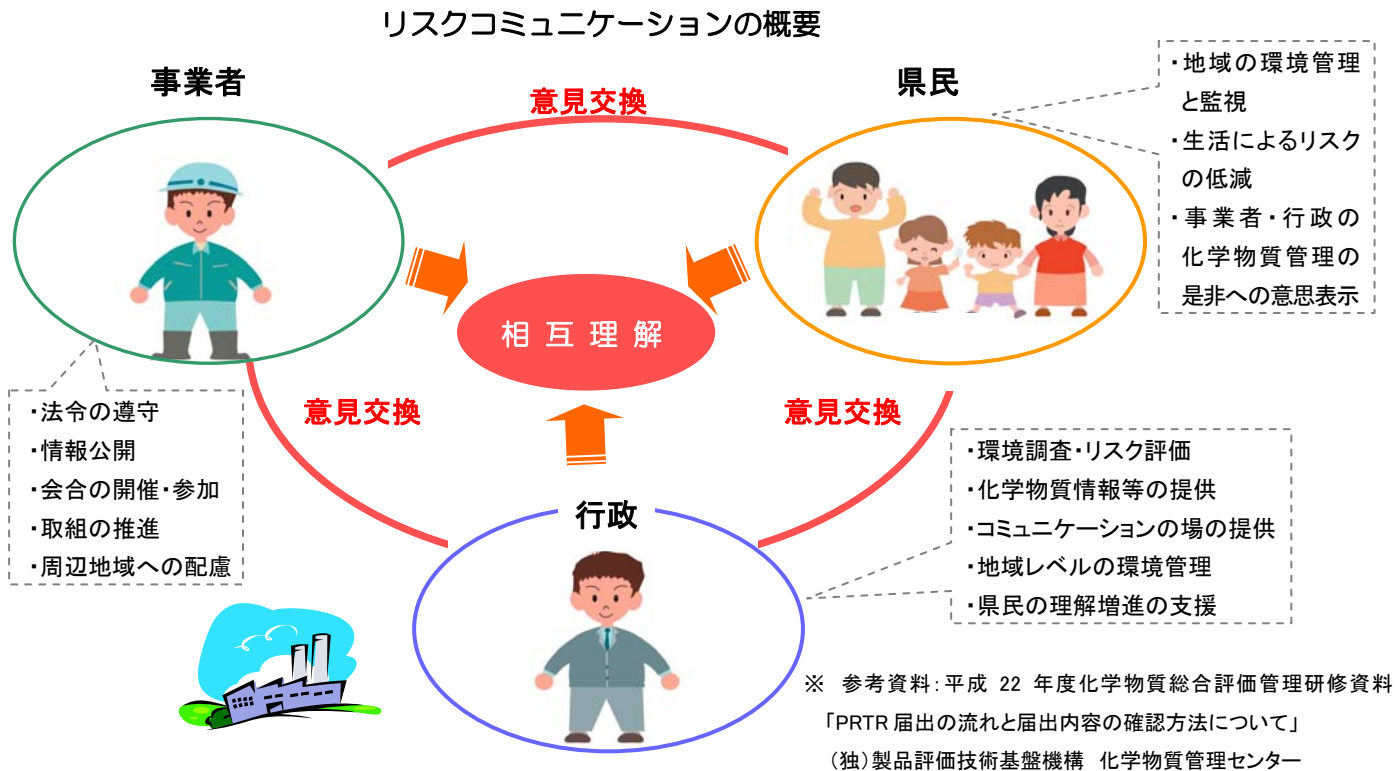 リスクコミュニケーションの概要
事業者
意見交換
県民
・地域の環境管理
と監視
・生活によるリスク
の低減
・事業者・行政の
化学物質管理の
是非への意思表示
相互理解
・法令の遵守
・情報公開
・会合の開催・参加
・取組の推進
・周辺地域への配慮
意見交換
意見交換
行政
・環境調査・リスク評価
・化学物質情報等の提供
・コミュニケーションの場の提供
・地域レベルの環境管理
・県民の理解増進の支援
※ 参考資料：平成 22 年度化学物質総合評価管理研修資料
「PRTR 届出の流れと届出内容の確認方法について」
（独）製品評価技術基盤機構 化学物質管理センター